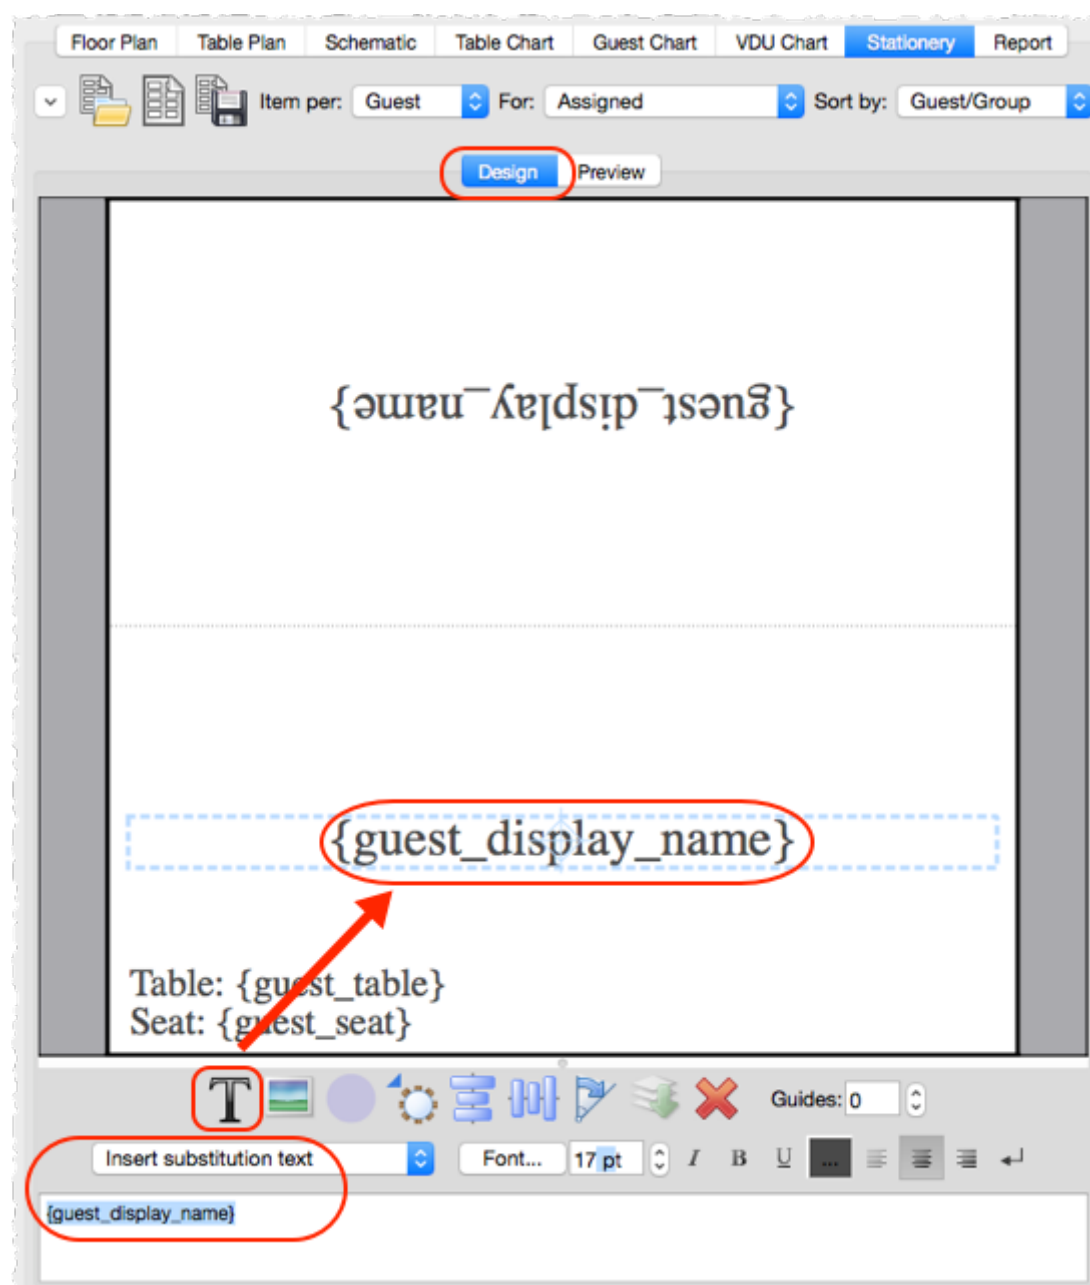 Floor Plan Table Plan Schematic Table Chart Guest Chart VDU Chart Stationery Report
Item per: Guest For: Assigned Sort by: Guest/Group
Design Preview
{guest_display_name}
{guest_display_name}
Table: {guest_table}
Seat: {guest_seat}
T Guides: 0
Insert substitution text Font... 17 pt I B U ...
{guest_display_name}